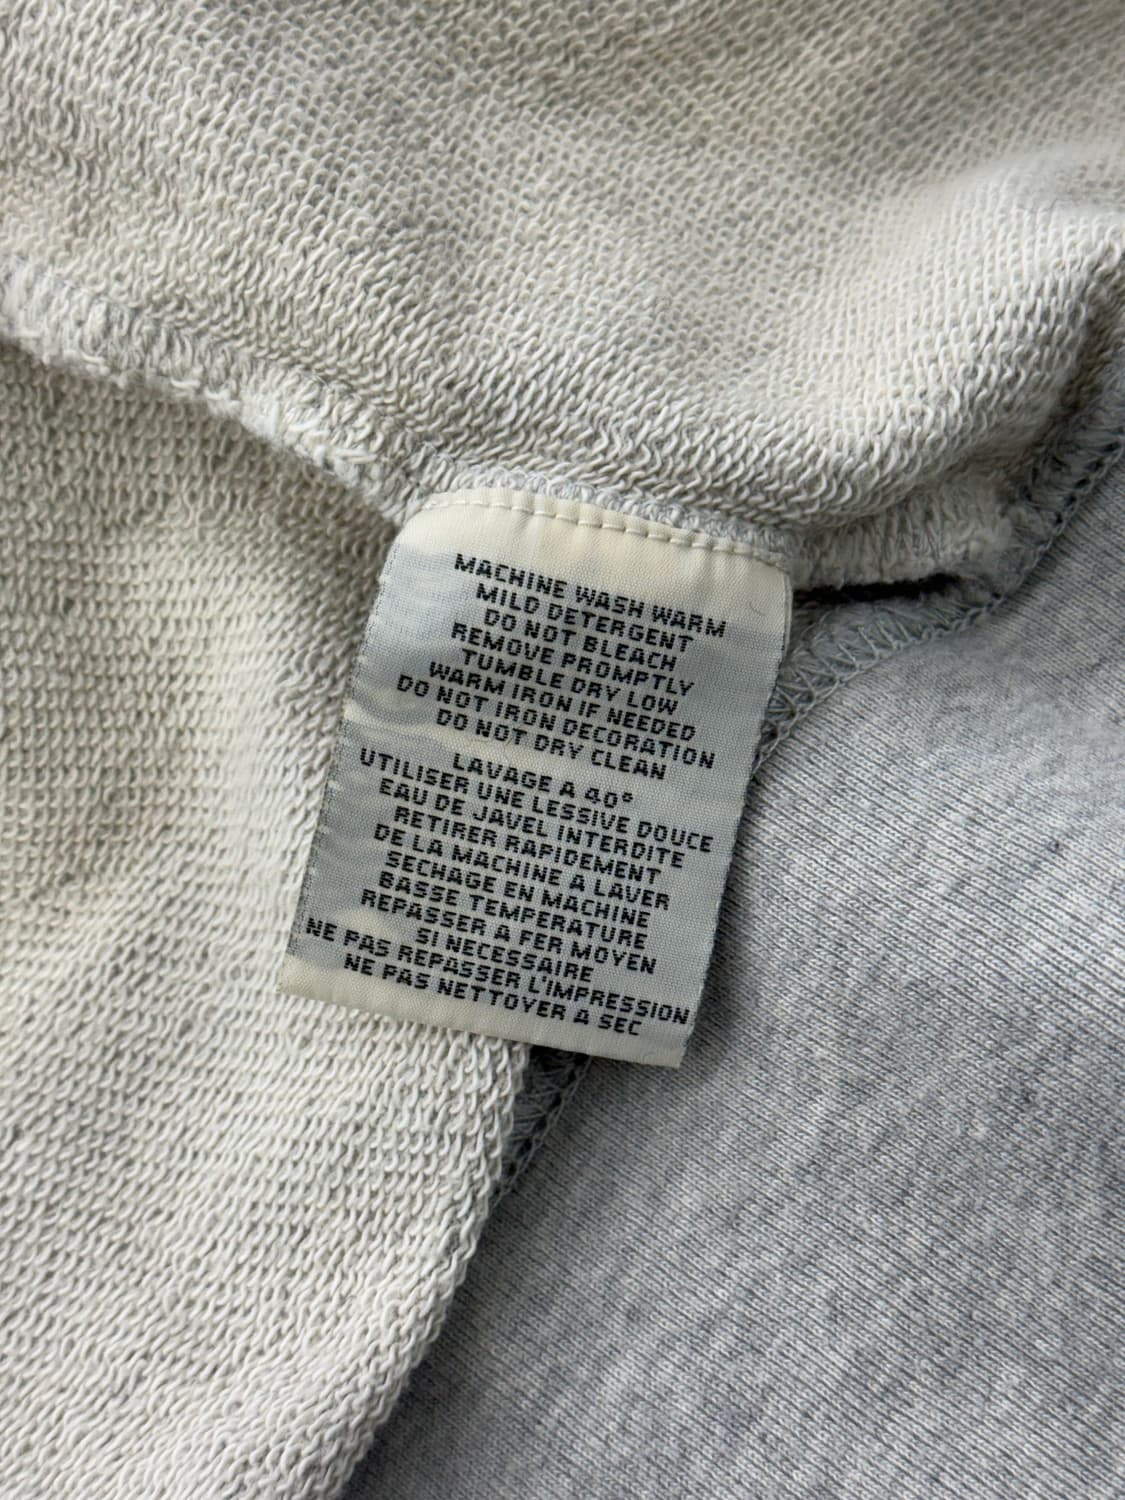 MACHINE WASH WARM
MILD DETERGENT
DO NOT BLEACH
REMOVE PROMPTLY
TUMBLE DRY LOW
WARM IRON IF NEEDED
DO NOT IRON DECORATION
DO NOT DRY CLEAN
LAVAGE A 40°
UTILISER UNE LESSIVE DOUCE
EAU DE JAVEL INTERDITE
RETIRER RAPIDEMENT
DE LA MACHINE A LAVER
SECHAGE EN MACHINE
BASSE TEMPERATURE
REPASSER A FER MOYEN
SI NECESSAIRE
NE PAS REPASSER L'IMPRESSION
NE PAS NETTOYER A SEC